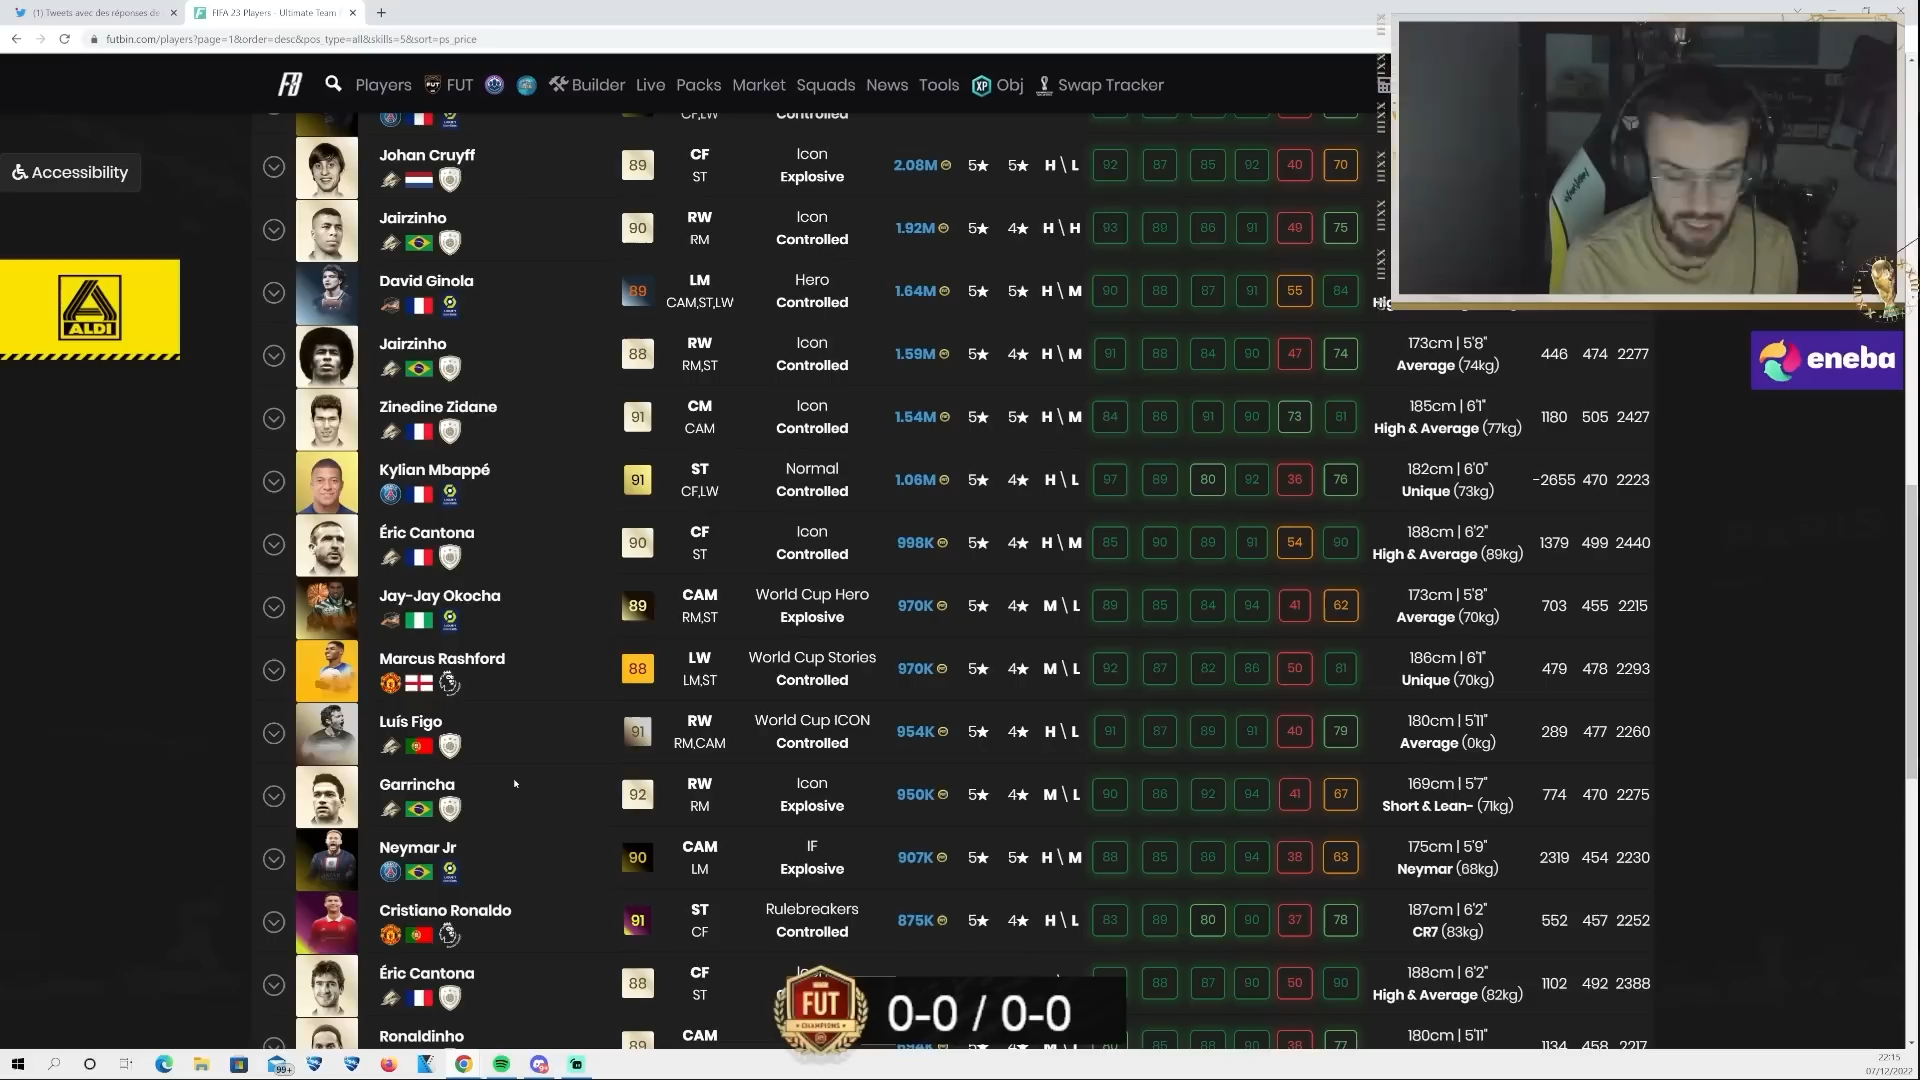 (1) Tweets avec des réponses de
FIFA 23 Players - Ultimate Team
futbin.com/players?page=1&order=desc&pos_type=all&skills=5&sort=ps_price
FB Players FUT Builder Live Packs Market Squads News Tools XP Obj Swap Tracker
CF,LW Controlled
Accessibility
Johan Cruyff 89 CF ST Icon Explosive 2.08M 5★ 5★ H \ L 92 87 85 92 40 70
Jairzinho 90 RW RM Icon Controlled 1.92M 5★ 4★ H \ H 93 89 86 91 49 75
David Ginola 89 LM CAM,ST,LW Hero Controlled 1.64M 5★ 5★ H \ M 90 88 87 91 55 84
ALDI
Jairzinho 88 RW RM,ST Icon Controlled 1.59M 5★ 4★ H \ M 91 88 84 90 47 74 173cm | 5'8" Average (74kg) 446 474 2277
eneba
Zinedine Zidane 91 CM CAM Icon Controlled 1.54M 5★ 5★ H \ M 84 86 91 90 73 81 185cm | 6'1" High & Average (77kg) 1180 505 2427
Kylian Mbappé 91 ST CF,LW Normal Controlled 1.06M 5★ 4★ H \ L 97 89 80 92 36 76 182cm | 6'0" Unique (73kg) -2655 470 2223
Éric Cantona 90 CF ST Icon Controlled 998K 5★ 4★ H \ M 85 90 89 91 54 90 188cm | 6'2" High & Average (89kg) 1379 499 2440
Jay-Jay Okocha 89 CAM RM,ST World Cup Hero Explosive 970K 5★ 4★ M \ L 89 85 84 94 41 62 173cm | 5'8" Average (70kg) 703 455 2215
Marcus Rashford 88 LW LM,ST World Cup Stories Controlled 970K 5★ 4★ M \ L 92 87 82 86 50 81 186cm | 6'1" Unique (70kg) 479 478 2293
Luís Figo 91 RW RM,CAM World Cup ICON Controlled 954K 5★ 4★ H \ L 91 87 89 91 40 79 180cm | 5'11" Average (0kg) 289 477 2260
Garrincha 92 RW RM Icon Explosive 950K 5★ 4★ M \ L 90 86 92 94 41 67 169cm | 5'7" Short & Lean- (71kg) 774 470 2275
Neymar Jr 90 CAM LM IF Explosive 907K 5★ 5★ H \ M 88 85 86 94 38 63 175cm | 5'9" Neymar (68kg) 2319 454 2230
Cristiano Ronaldo 91 ST CF Rulebreakers Controlled 875K 5★ 4★ H \ L 83 89 80 90 37 78 187cm | 6'2" CR7 (83kg) 552 457 2252
Éric Cantona 88 CF ST 88 87 90 50 90 188cm | 6'2" High & Average (82kg) 1102 492 2388
FUT CHAMPIONS 0-0 / 0-0
Ronaldinho 89 CAM 85 88 90 38 77 180cm | 5'11" 1134 458 2217
99+
22:15
07/12/2022